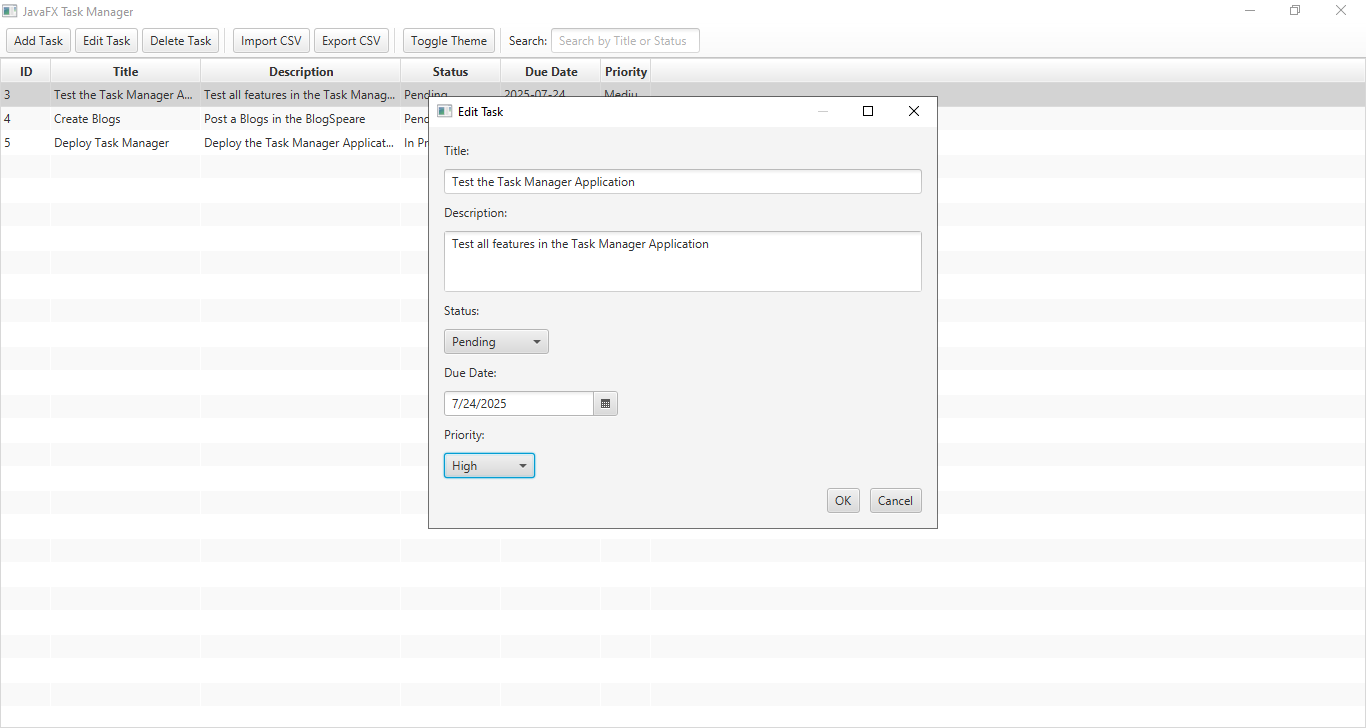 JavaFX Task Manager
Add Task Edit Task Delete Task Import CSV Export CSV Toggle Theme Search: Search by Title or Status
ID Title Description Status Due Date Priority
3 Test the Task Manager A... Test all features in the Task Manag... Pending 2025-07-24 Mediu
4 Create Blogs Post a Blogs in the BlogSpeare Pend
5 Deploy Task Manager Deploy the Task Manager Applicat... In Pr
Edit Task
Title:
Test the Task Manager Application
Description:
Test all features in the Task Manager Application
Status:
Pending
Due Date:
7/24/2025
Priority:
High
OK Cancel